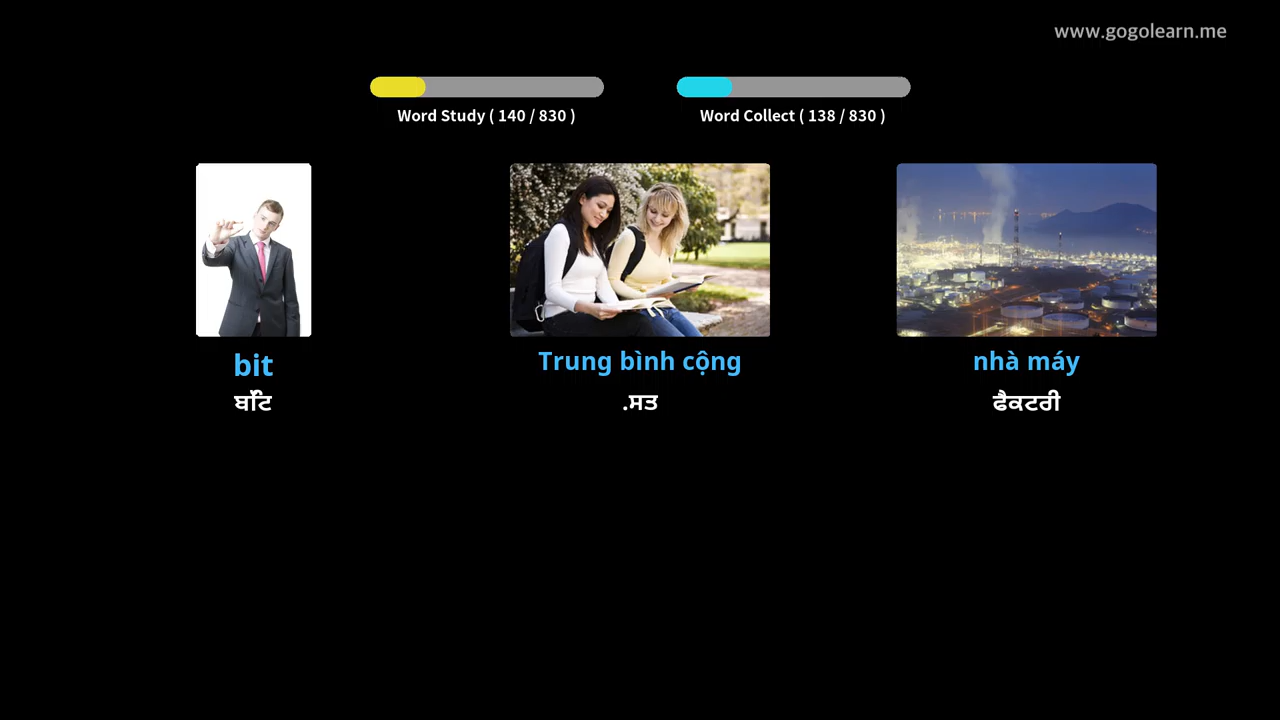 www.gogolearn.me
Word Study ( 140 / 830 )
Word Collect ( 138 / 830 )
bit
Trung bình cộng
nhà máy
ਬਿੱਟ
.ਸਤ
ਫੈਕਟਰੀ